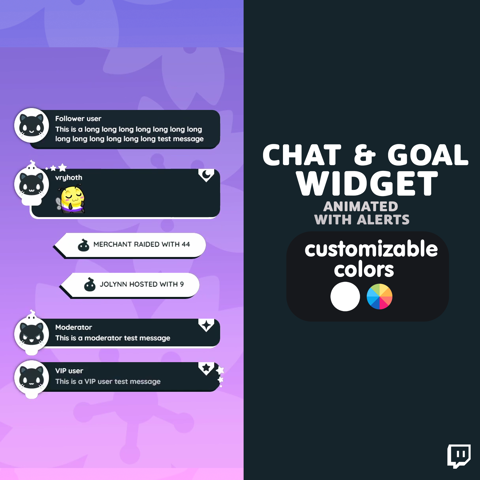 Follower user
This is a long long long long long long long
long long long long long long test message
vryhoth
MERCHANT RAIDED WITH 44
JOLYNN HOSTED WITH 9
Moderator
This is a moderator test message
VIP user
This is a VIP user test message
CHAT & GOAL
WIDGET
ANIMATED
WITH ALERTS
customizable
colors